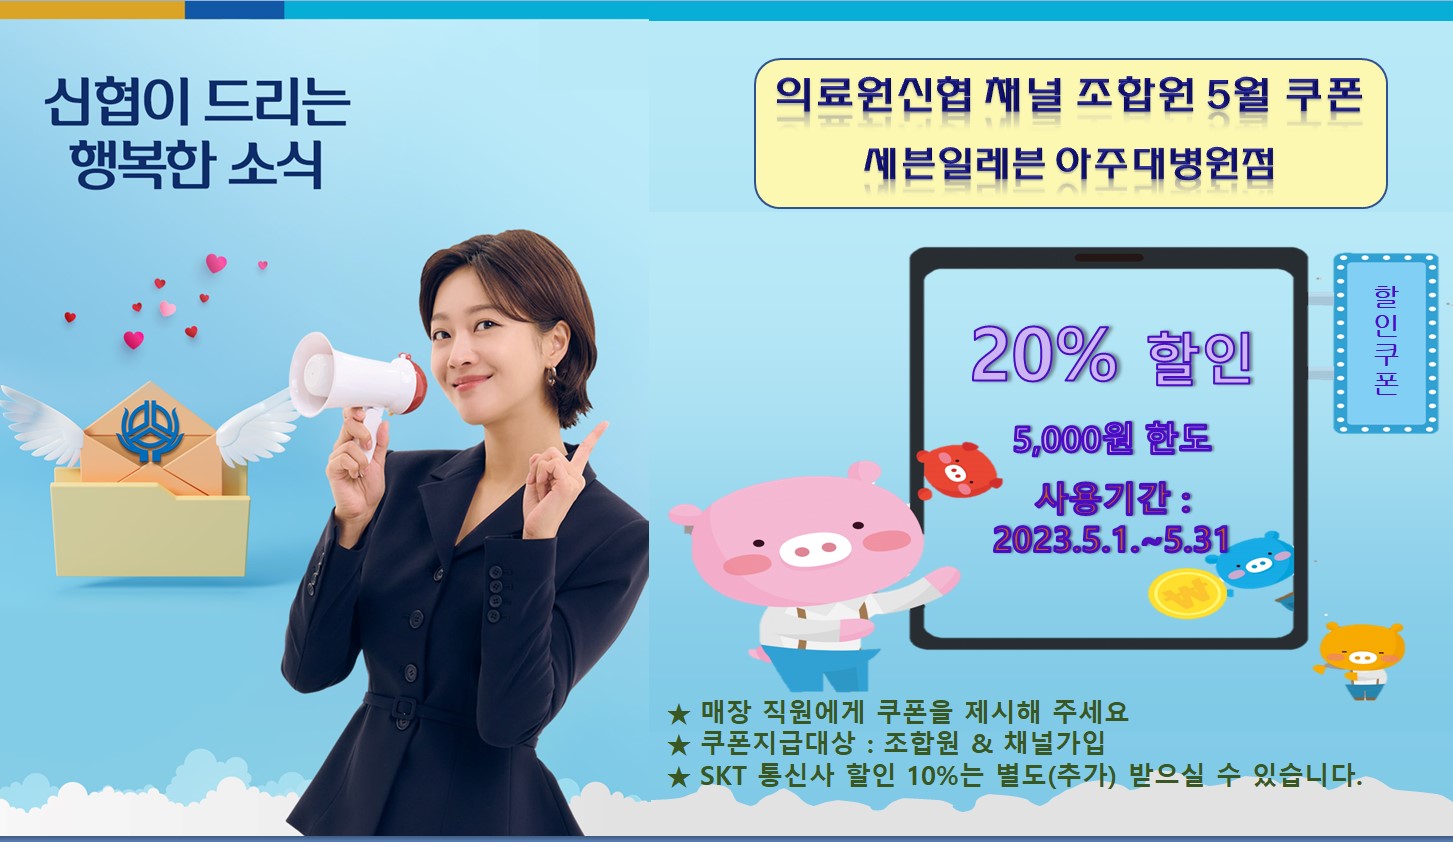 신협이 드리는
행복한 소식
의료원신협 채널 조합원 5월 쿠폰
세븐일레븐 아주대병원점
20% 할인
5,000원 한도
사용기간 :
2023.5.1.~5.31
할인쿠폰
★ 매장 직원에게 쿠폰을 제시해 주세요
★ 쿠폰지급대상 : 조합원 & 채널가입
★ SKT 통신사 할인 10%는 별도(추가) 받으실 수 있습니다.